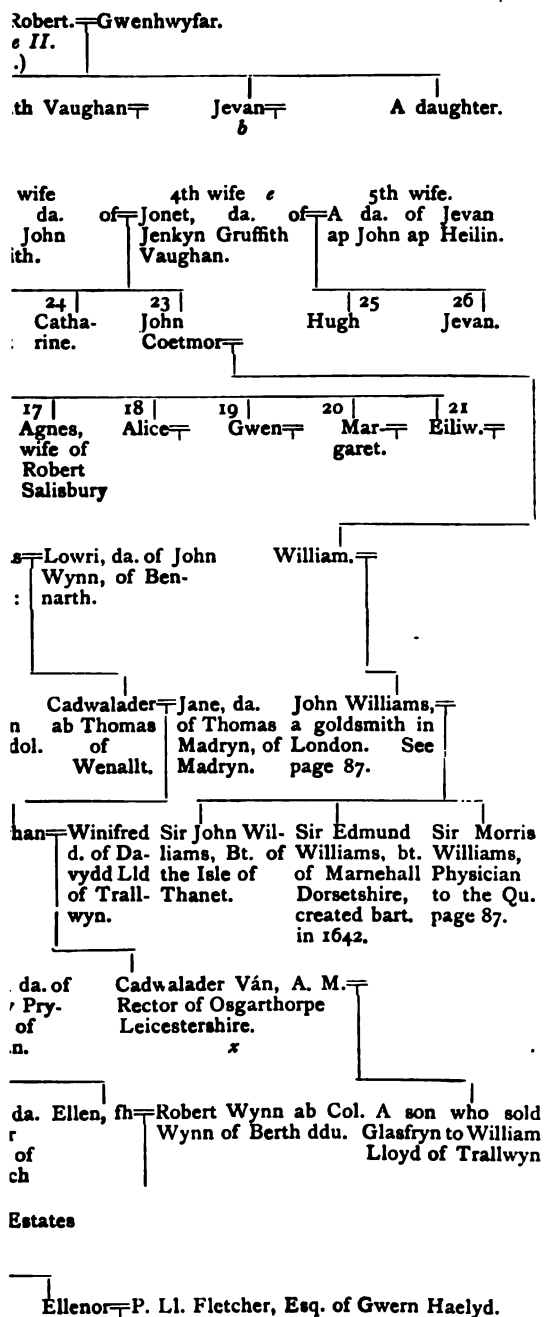 Robert. Gwenhwyfar.
e II.
.)
th Vaughan Jevan A daughter.
b
wife 4th wife e 5th wife.
da. of Jonet, da. of A da. of Jevan
John Jenkyn Gruffith ap John ap Heilin.
ith. Vaughan.
24 23 25 26
Catha- John Hugh Jevan.
: rine. Coetmor
17 18 19 20 21
Agnes, Alice Gwen Mar- Eiliw.
wife of garet.
Robert
Salisbury
s Lowri, da. of John William.
Wynn, of Ben-
: narth.
Cadwalader Jane, da. John Williams,
n ab Thomas of Thomas a goldsmith in
dol. of Madryn, of London. See
Wenallt. Madryn. page 87.
han Winifred Sir John Wil- Sir Edmund Sir Morris
d. of Da- liams, Bt. of Williams, bt. Williams,
vydd Lld the Isle of of Marnehall Physician
of Trall- Thanet. Dorsetshire, to the Qu.
wyn. created bart. page 87.
in 1642.
da. of Cadwalader Ván, A. M.
Pry- Rector of Osgarthorpe
of Leicestershire.
n. x
da. Ellen, fh Robert Wynn ab Col. A son who sold
r Wynn of Berth ddu. Glasfryn to William
of Lloyd of Trallwyn
ch
Estates
Ellenor P. Ll. Fletcher, Esq. of Gwern Haelyd.